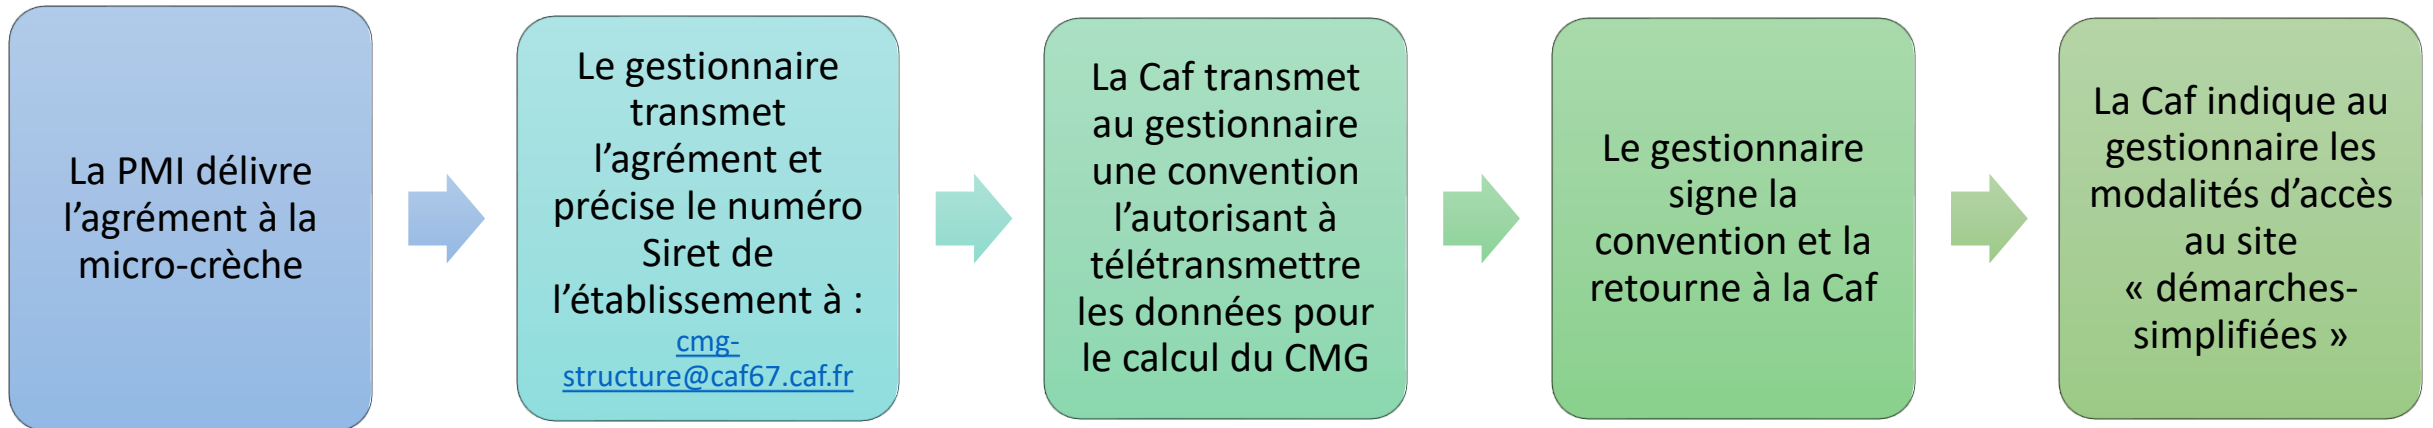 La PMI délivre
l’agrément à la
micro-crèche
Le gestionnaire
transmet
l’agrément et
précise le numéro
Siret de
l’établissement à :
cmg-
structure@caf67.caf.fr
La Caf transmet
au gestionnaire
une convention
l’autorisant à
télétransmettre
les données pour
le calcul du CMG
Le gestionnaire
signe la
convention et la
retourne à la Caf
La Caf indique au
gestionnaire les
modalités d’accès
au site
« démarches-
simplifiées »